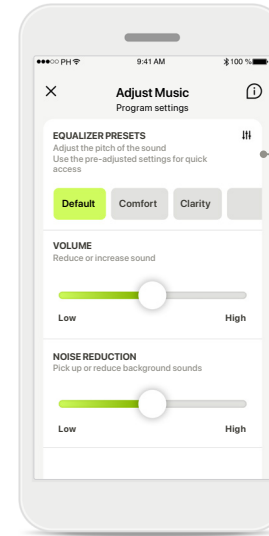 PH 9:41 AM 100 %
Adjust Music
Program settings
EQUALIZER PRESETS
Adjust the pitch of the sound
Use the pre-adjusted settings for quick
access
Default Comfort Clarity
VOLUME
Reduce or increase sound
Low High
NOISE REDUCTION
Pick up or reduce background sounds
Low High